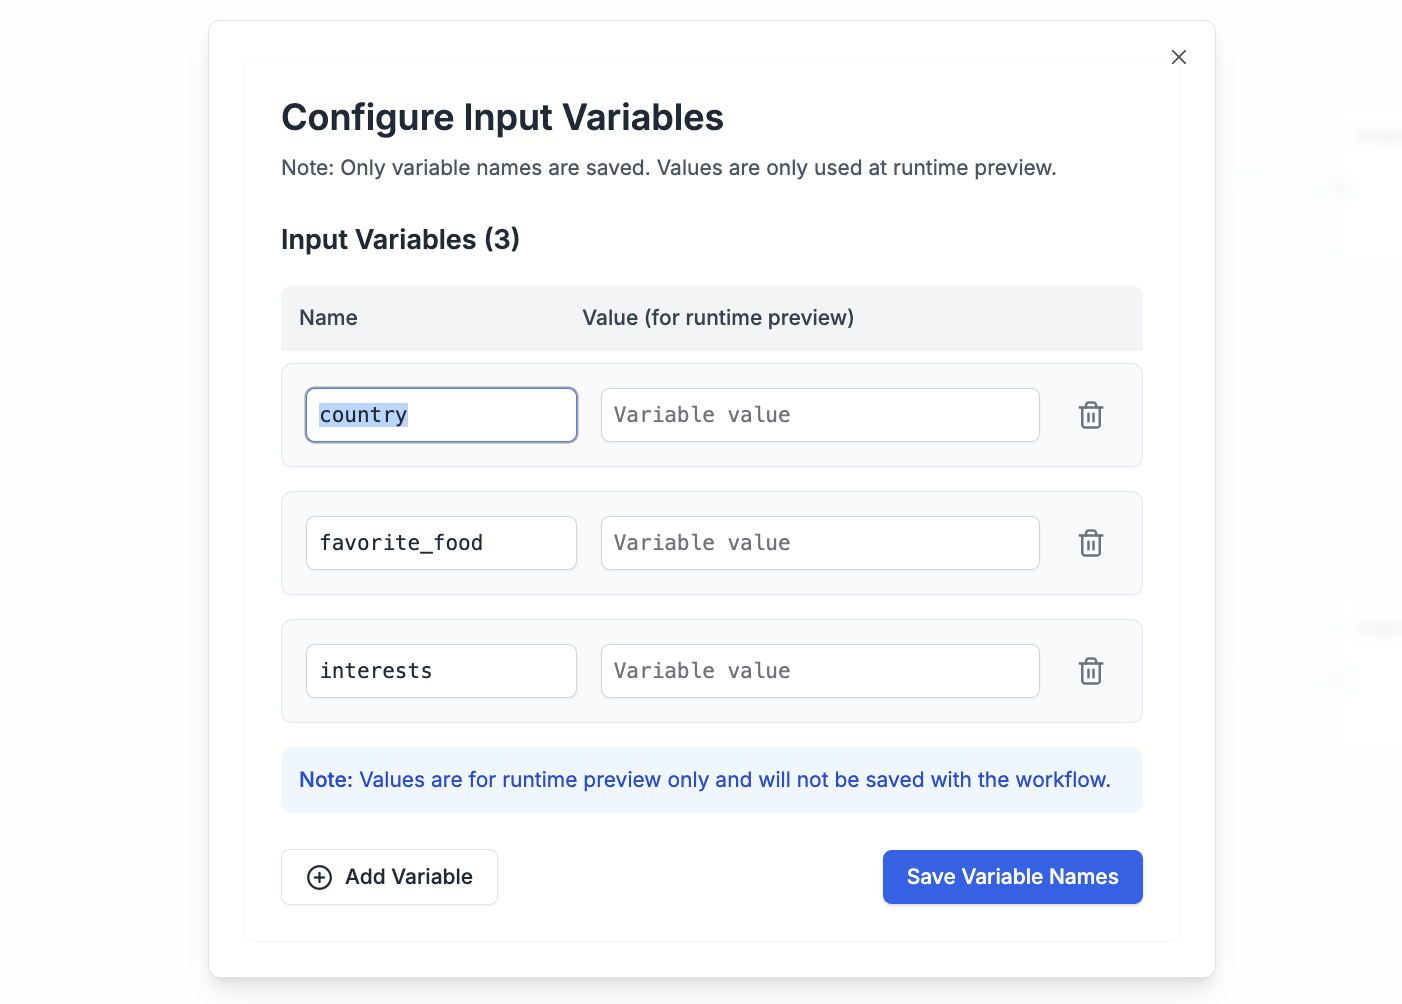 Configure Input Variables
Note: Only variable names are saved. Values are only used at runtime preview.
Input Variables (3)
Name Value (for runtime preview)
country Variable value
favorite_food Variable value
interests Variable value
Note: Values are for runtime preview only and will not be saved with the workflow.
Add Variable Save Variable Names